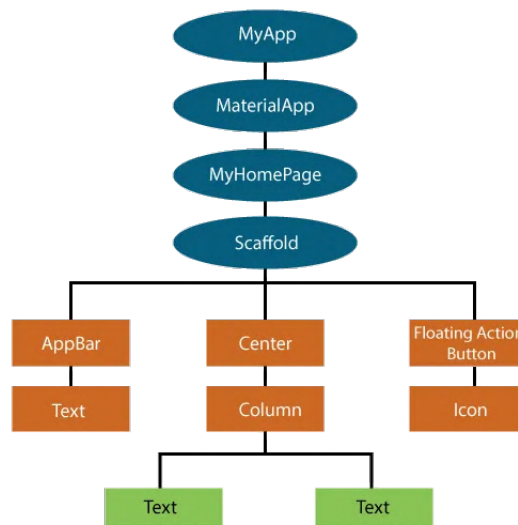 MyApp
MaterialApp
MyHomePage
Scaffold
AppBar
Center
Floating Action
Button
Text
Column
Icon
Text
Text